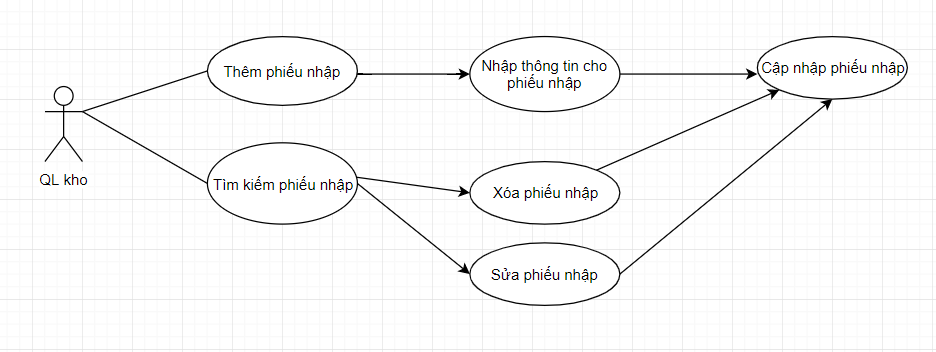 Thêm phiếu nhập
Nhập thông tin cho
phiếu nhập
Cập nhập phiếu nhập
QL kho
Tìm kiếm phiếu nhập
Xóa phiếu nhập
Sửa phiếu nhập